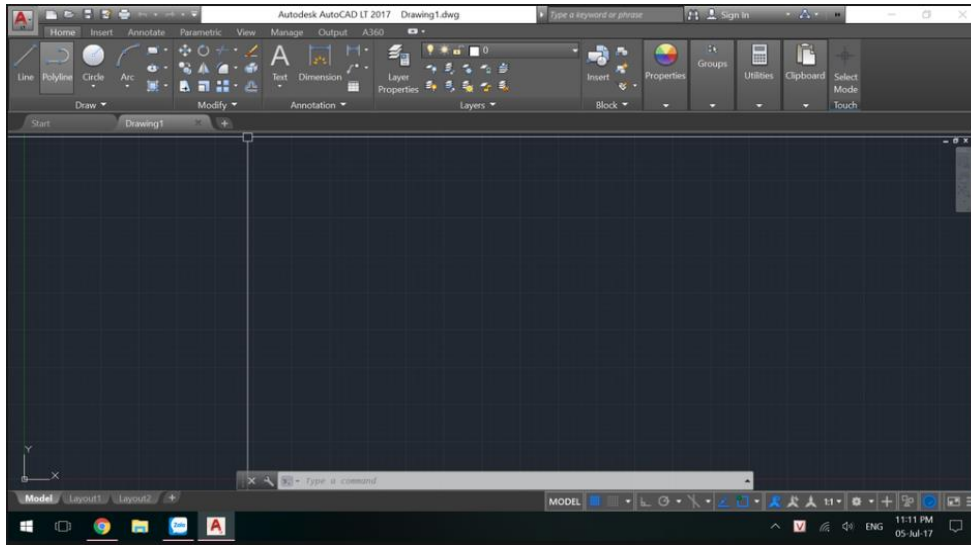 Autodesk AutoCAD LT 2017 Drawing1.dwg Type a keyword or phrase Sign In
Home Insert Annotate Parametric View Manage Output A360
Line Polyline Circle Arc Text Dimension Layer Properties 0 Insert Properties Groups Utilities Clipboard Select Mode
Draw Modify Annotation Layers Block Touch
Start Drawing1
Y
X
Type a command
Model Layout1 Layout2 MODEL 1:1
Zalo A V ENG 11:11 PM
05-Jul-17